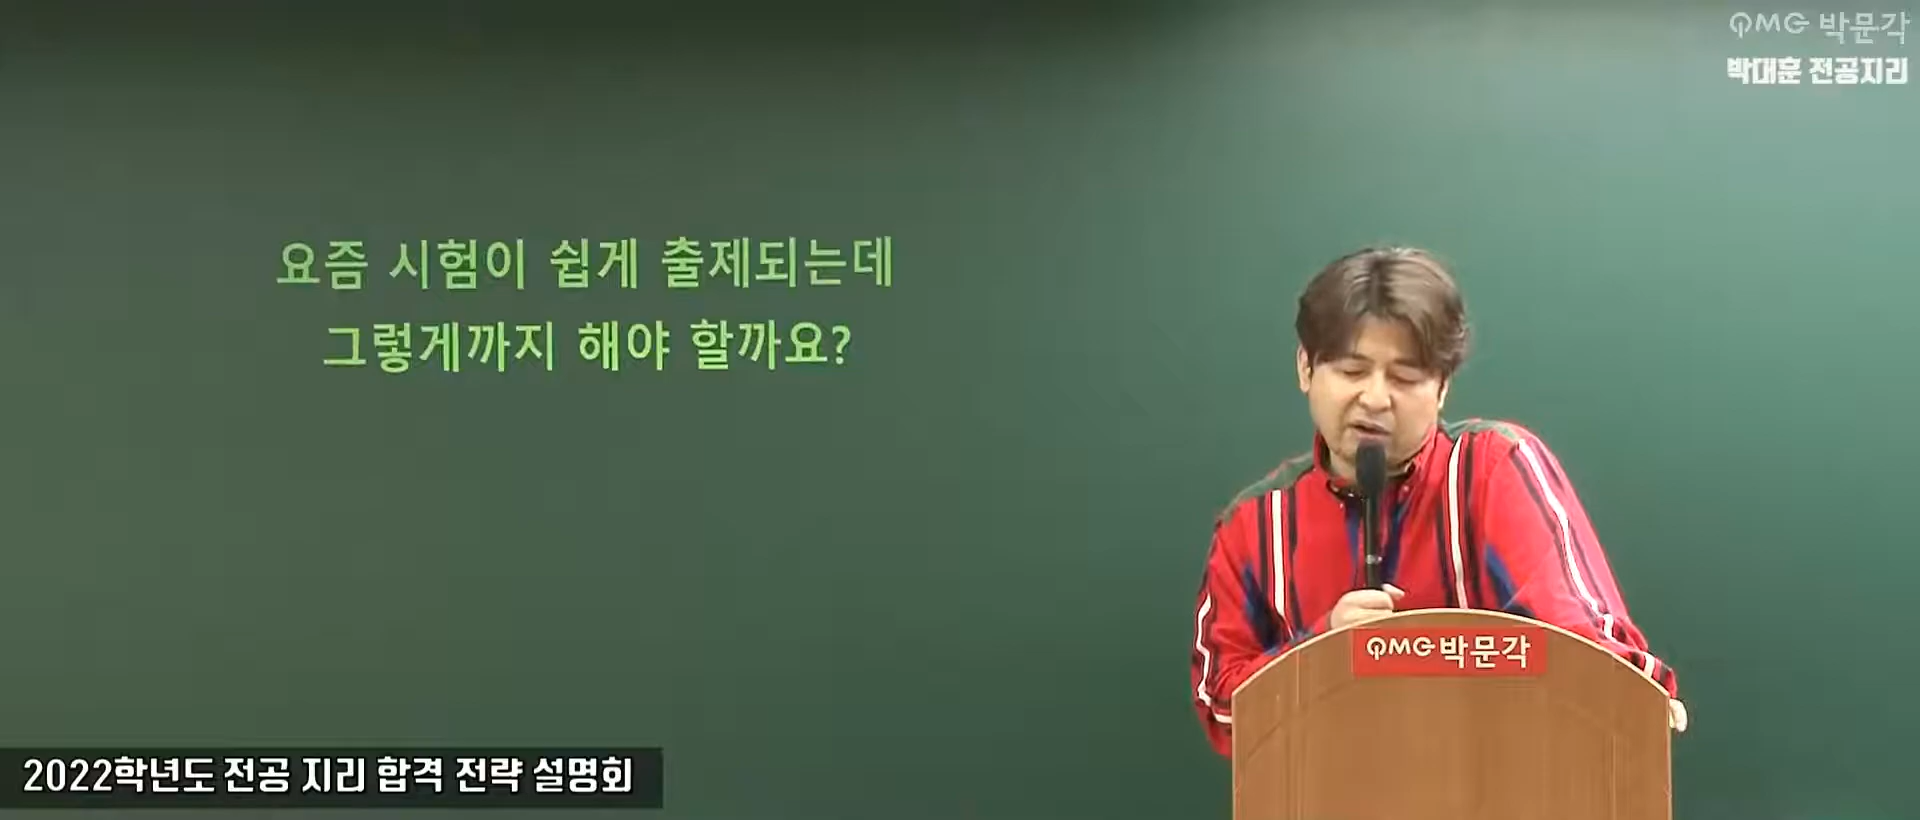 PMG 박문각
박대훈 전공지리
요즘 시험이 쉽게 출제되는데
그렇게까지 해야 할까요?
PMG 박문각
2022학년도 전공 지리 합격 전략 설명회